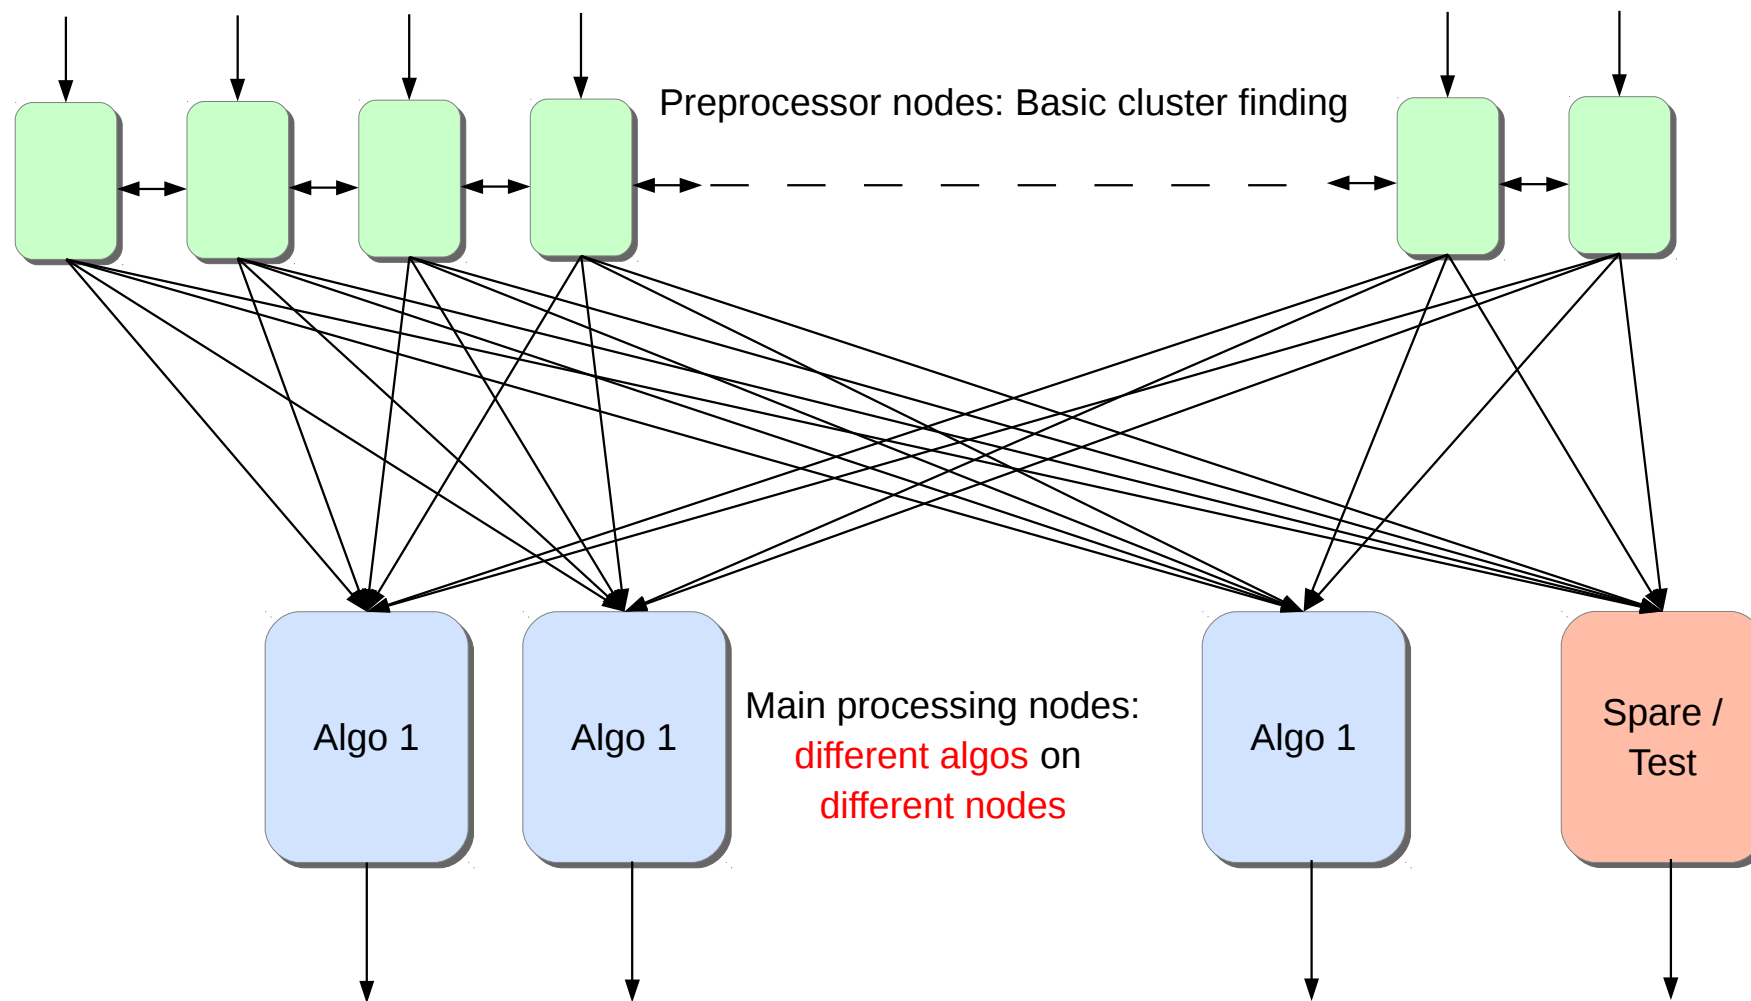 Preprocessor nodes: Basic cluster finding
Algo 1
Algo 1
Main processing nodes:
different algos on
different nodes
Algo 1
Spare /
Test